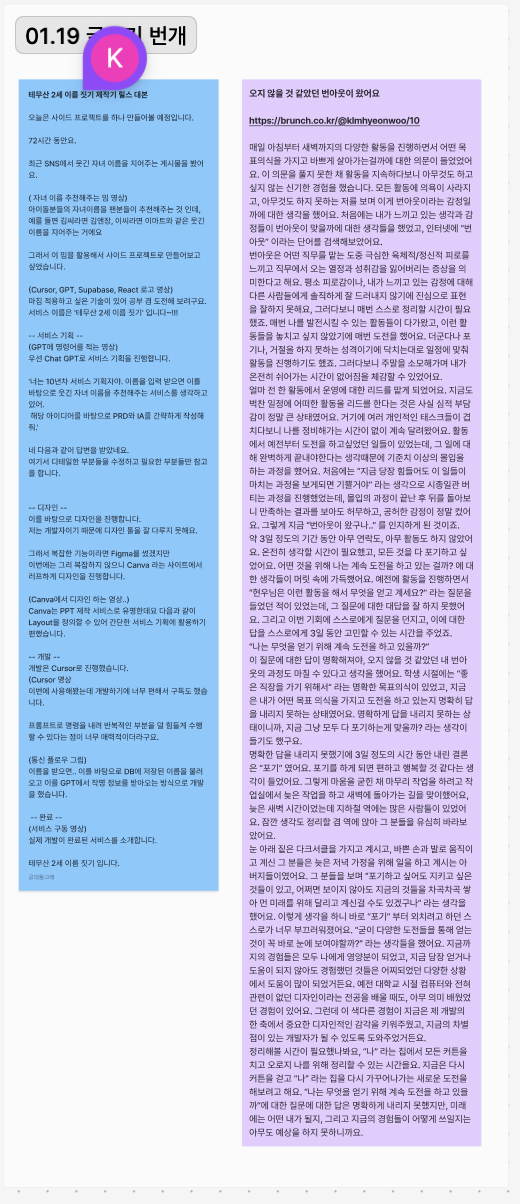 01.19 글 번개
K
테무산 2세 이름 짓기 제작기 릴스 대본
오늘은 사이드 프로젝트를 하나 만들어볼 예정입니다.
72시간 동안요.
최근 SNS에서 웃긴 자녀 이름을 지어주는 게시물을 봤어
요.
( 자녀 이름 추천해주는 밈 영상)
아이돌분들의 자녀이름을 팬분들이 추천해주는 것 인데,
예를 들면 김씨라면 김앤장, 이씨라면 이마트와 같은 웃긴
이름을 지어주는 거에요
그래서 이 밈을 활용해서 사이드 프로젝트로 만들어보고
싶었습니다.
(Cursor, GPT, Supabase, React 로고 영상)
마침 적용하고 싶은 기술이 있어 공부 겸 도전해 보려구요.
서비스 이름은 '테무산 2세 이름 짓기' 입니다~!!!
-- 서비스 기획 --
(GPT에 명령어를 적는 영상)
우선 Chat GPT로 서비스 기획을 진행합니다.
'너는 10년차 서비스 기획자야. 이름을 입력 받으면 이를
바탕으로 웃긴 자녀 이름을 추천해주는 서비스를 생각하고
있어.
해당 아이디어를 바탕으로 PRD와 IA를 간략하게 작성해
줘.'
네 다음과 같이 답변을 받았네요.
여기서 디테일한 부분들을 수정하고 필요한 부분들만 참고
를 합니다.
-- 디자인 --
이를 바탕으로 디자인을 진행합니다.
저는 개발자이기 때문에 디자인 툴을 잘 다루지 못해요.
그래서 복잡한 기능이라면 Figma를 썼겠지만
이번에는 그리 복잡하지 않으니 Canva 라는 사이트에서
러프하게 디자인을 진행합니다.
(Canva에서 디자인 하는 영상..)
Canva는 PPT 제작 서비스로 유명한데요 다음과 같이
Layout을 정의할 수 있어 간단한 서비스 기획에 활용하기
편했습니다.
-- 개발 --
개발은 Cursor로 진행했습니다.
(Cursor 영상
이번에 사용해봤는데 개발하기에 너무 편해서 구독도 했습
니다.
프롬프트로 명령을 내려 반복적인 부분을 덜 힘들게 수행
할 수 있다는 점이 너무 매력적이더라구요.
(통신 플로우 그림)
이름을 받으면.. 이를 바탕으로 DB에 저장된 이름을 불러
오고 이를 GPT에서 작명 정보를 받아오는 방식으로 개발
을 했습니다.
-- 완료 --
(서비스 구동 영상)
실제 개발이 완료된 서비스를 소개합니다.
테무산 2세 이름 짓기 입니다.
오지 않을 것 같았던 번아웃이 왔어요
https://brunch.co.kr/@kimhyeonwoo/10
매일 아침부터 새벽까지의 다양한 활동을 진행하면서 어떤 목
표의식을 가지고 바쁘게 살아가는걸까에 대한 의문이 들었었어
요. 이 의문을 풀지 못한 채 활동을 지속하다보니 아무것도 하고
싶지 않는 신기한 경험을 했습니다. 모든 활동에 의욕이 사라지
고, 아무것도 하지 못하는 저를 보며 이게 번아웃이라는 감정일
까에 대한 생각을 했어요. 처음에는 내가 느끼고 있는 생각과 감
정들이 번아웃이 맞을까에 대한 생각들을 했었고, 인터넷에 "번
아웃" 이라는 단어를 검색해보았어요.
번아웃은 어떤 직무를 맡는 도중 극심한 육체적/정신적 피로를
느끼고 직무에서 오는 열정과 성취감을 잃어버리는 증상을 의
미한다고 해요. 평소 피로감이나, 내가 느끼고 있는 감정에 대해
다른 사람들에게 솔직하게 잘 드러내지 않기에 진심으로 표현
을 잘하지 못해요, 그러다보니 매번 스스로 정리할 시간이 필요
했죠. 매번 나를 발전시킬 수 있는 활동들이 다가왔고, 이런 활
동들을 놓치고 싶지 않았기에 매번 도전을 했어요. 더군다나 포
기나, 거절을 하지 못하는 성격이기에 닥치는대로 일정에 맞춰
활동을 진행하기도 했죠. 그러다보니 주말을 소모해가며 내가
온전히 쉬어가는 시간이 없어짐을 체감할 수 있었어요.
얼마 전 한 활동에서 운영에 대한 리드를 맡게 되었어요. 지금도
벅찬 일정에 어떠한 활동을 리드를 한다는 것은 사실 심적 부담
감이 정말 큰 상태였어요. 거기에 여러 개인적인 태스크들이 겹
치다보니 나를 정비해가는 시간이 없이 계속 달려왔어요. 활동
에서 예전부터 도전을 하고싶었던 일들이 있었는데, 그 일에 대
해 완벽하게 끝내야한다는 생각때문에 기준치 이상의 몰입을
하는 과정을 했어요. 처음에는 "지금 당장 힘들어도 이 일들이
마치는 과정을 보게되면 기쁠거야" 라는 생각으로 시종일관 버
티는 과정을 진행했었는데, 몰입의 과정이 끝난 후 뒤를 돌아보
니 만족하는 결과를 보아도 허무하고, 공허한 감정이 정말 컸어
요. 그렇게 지금 "번아웃이 왔구나.." 를 인지하게 된 것이죠.
약 3일 정도의 기간 동안 아무 연락도, 아무 활동도 하지 않았어
요. 온전히 생각할 시간이 필요했고, 모든 것을 다 포기하고 싶
었어요. 어떤 것을 위해 나는 계속 도전을 하고 있는 걸까? 에 대
한 생각들이 머릿 속에 가득했어요. 예전에 활동을 진행하면서
"현우님은 이런 활동을 해서 무엇을 얻고 계세요?" 라는 질문을
들었던 적이 있었는데, 그 질문에 대한 대답을 잘 하지 못했어
요. 그리고 이번 기회에 스스로에게 질문을 던지고, 이에 대한
답을 스스로에게 3일 동안 고민할 수 있는 시간을 주었죠.
"나는 무엇을 얻기 위해 계속 도전을 하고 있을까?"
이 질문에 대한 답이 명확해져야, 오지 않을 것 같았던 내 번아
웃의 과정도 마칠 수 있다고 생각을 했어요. 학생 시절에는 "좋
은 직장을 가기 위해서" 라는 명확한 목표의식이 있었고, 지금
은 내가 어떤 목표 의식을 가지고 도전을 하고 있는지 명확히 답
을 내리지 못하는 상태였어요. 명확하게 답을 내리지 못하는 상
태이니까, 지금 그냥 모두 다 포기하는게 맞을까? 라는 생각이
들기도 했구요.
명확한 답을 내리지 못했기에 3일 정도의 시간 동안 내린 결론
은 "포기" 였어요. 포기를 하게 되면 편하고 행복할 것 같다는 생
각이 들었어요. 그렇게 마음을 굳힌 채 마무리 작업을 하려고 작
업실에서 늦은 작업을 하고 새벽에 돌아가는 길을 맞이했어요,
늦은 새벽 시간이었는데 지하철 역에는 많은 사람들이 있었어
요. 잠깐 생각도 정리할 겸 역에 앉아 그 분들을 유심히 바라보
았어요.
눈 아래 짙은 다크서클을 가지고 계시고, 바쁜 손과 발로 움직이
고 계신 그 분들은 늦은 저녁 가정을 위해 일을 하고 계시는 아
버지들이였어요. 그 분들을 보며 "포기하고 싶어도 지키고 싶은
것들이 있고, 어쩌면 보이지 않아도 지금의 것들을 차곡차곡 쌓
아 먼 미래를 위해 달리고 계신걸 수도 있겠구나" 라는 생각을
했어요. 이렇게 생각을 하니 바로 "포기" 부터 외치려고 하던 스
스로가 너무 부끄러워졌어요. "굳이 다양한 도전들을 통해 얻는
것이 꼭 바로 눈에 보여야할까?" 라는 생각들을 했어요. 지금까
지의 경험들은 모두 나에게 영양분이 되었고, 지금 당장 얻거나
도움이 되지 않아도 경험했던 것들은 어찌되었던 다양한 상황
에서 도움이 많이 되었거든요. 예전 대학교 시절 컴퓨터와 전혀
관련이 없던 디자인이라는 전공을 배울 때도, 아무 의미 배웠었
던 경험이 있어요. 그런데 이 색다른 경험이 지금은 제 개발의
한 축에서 중요한 디자인적인 감각을 키워주웠고, 지금의 차별
점이 있는 개발자가 될 수 있도록 도와주었거든요.
정리해볼 시간이 필요했나봐요, "나" 라는 집에서 모든 커튼을
치고 오로지 나를 위해 정리할 수 있는 시간을요. 지금은 다시
커튼을 걷고 "나" 라는 집을 다시 가꾸어나가는 새로운 도전을
해보려고 해요. "나는 무엇을 얻기 위해 계속 도전을 하고 있을
까"에 대한 질문에 대한 답은 명확하게 내리지 못했지만, 미래
에는 어떤 내가 될지, 그리고 지금의 경험들이 어떻게 쓰일지는
아무도 예상을 하지 못하니까요.